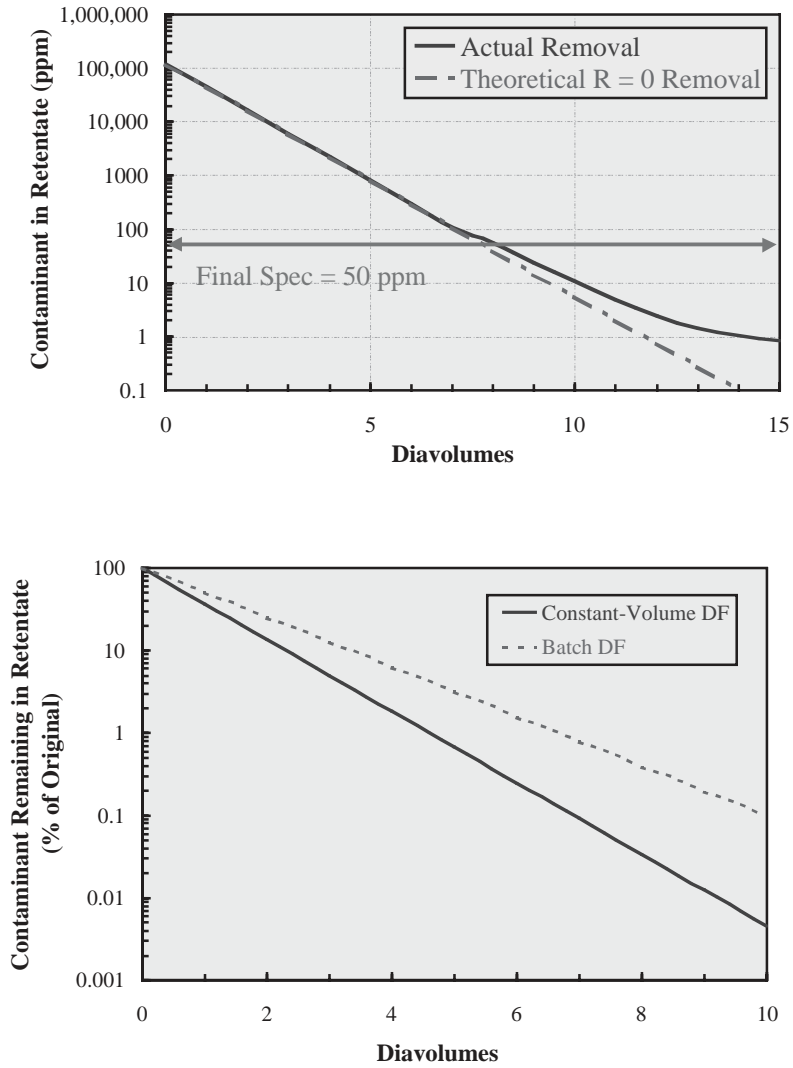 Contaminant in Retentate (ppm)
1,000,000
100,000
10,000
1000
100
10
1
0.1
Actual Removal
Theoretical R = 0 Removal
Final Spec = 50 ppm
0
5
10
15
Diavolumes
Contaminant Remaining in Retentate
(% of Original)
100
10
1
0.1
0.01
0.001
Constant-Volume DF
Batch DF
0
2
4
6
8
10
Diavolumes